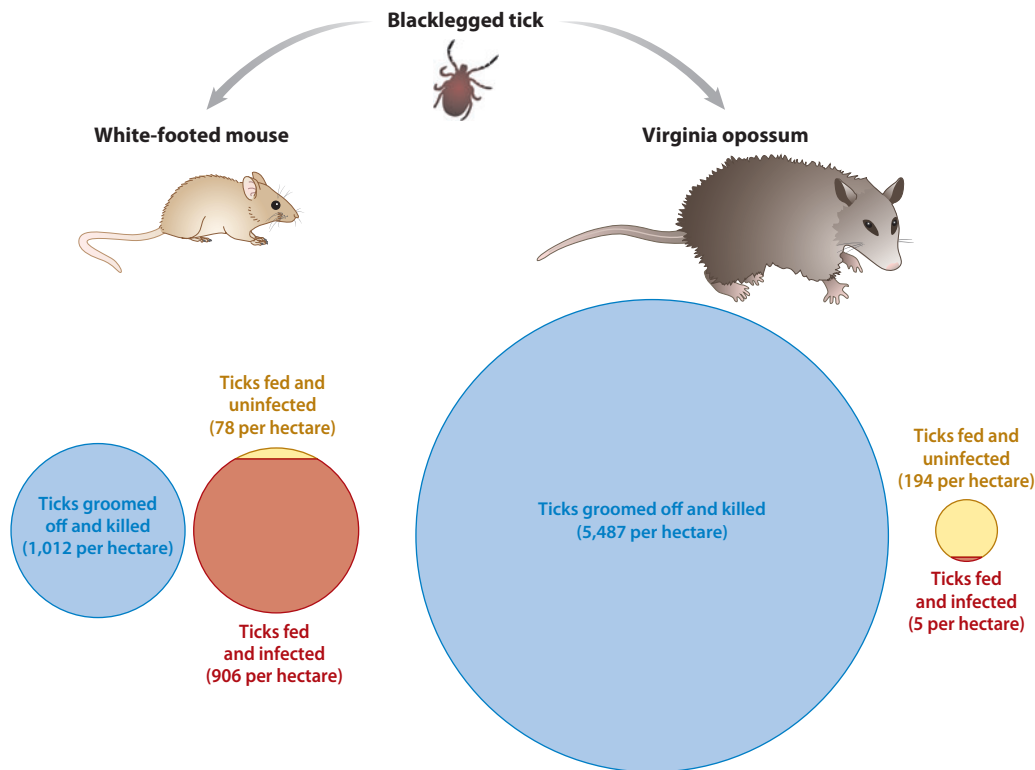 Blacklegged tick
White-footed mouse
Virginia opossum
Ticks fed and
uninfected
(78 per hectare)
Ticks groomed
off and killed
(1,012 per hectare)
Ticks fed
and infected
(906 per hectare)
Ticks groomed off and killed
(5,487 per hectare)
Ticks fed and
uninfected
(194 per hectare)
Ticks fed
and infected
(5 per hectare)